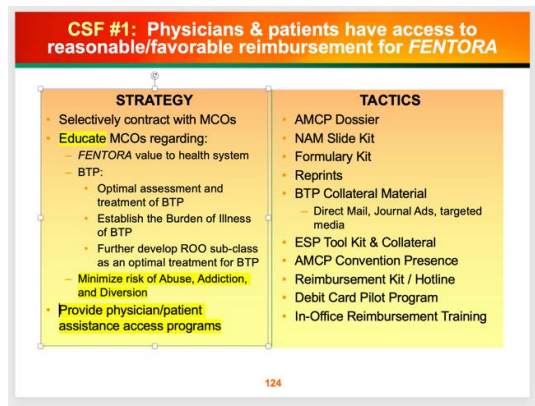 CSF #1: Physicians & patients have access to
reasonable/favorable reimbursement for FENTORA
STRATEGY
• Selectively contract with MCOs
• Educate MCOs regarding:
– FENTORA value to health system
– BTP:
• Optimal assessment and
treatment of BTP
• Establish the Burden of Illness
of BTP
• Further develop ROO sub-class
as an optimal treatment for BTP
– Minimize risk of Abuse, Addiction,
and Diversion
• Provide physician/patient
assistance access programs
TACTICS
• AMCP Dossier
• NAM Slide Kit
• Formulary Kit
• Reprints
• BTP Collateral Material
– Direct Mail, Journal Ads, targeted
media
• ESP Tool Kit & Collateral
• AMCP Convention Presence
• Reimbursement Kit / Hotline
• Debit Card Pilot Program
• In-Office Reimbursement Training
124